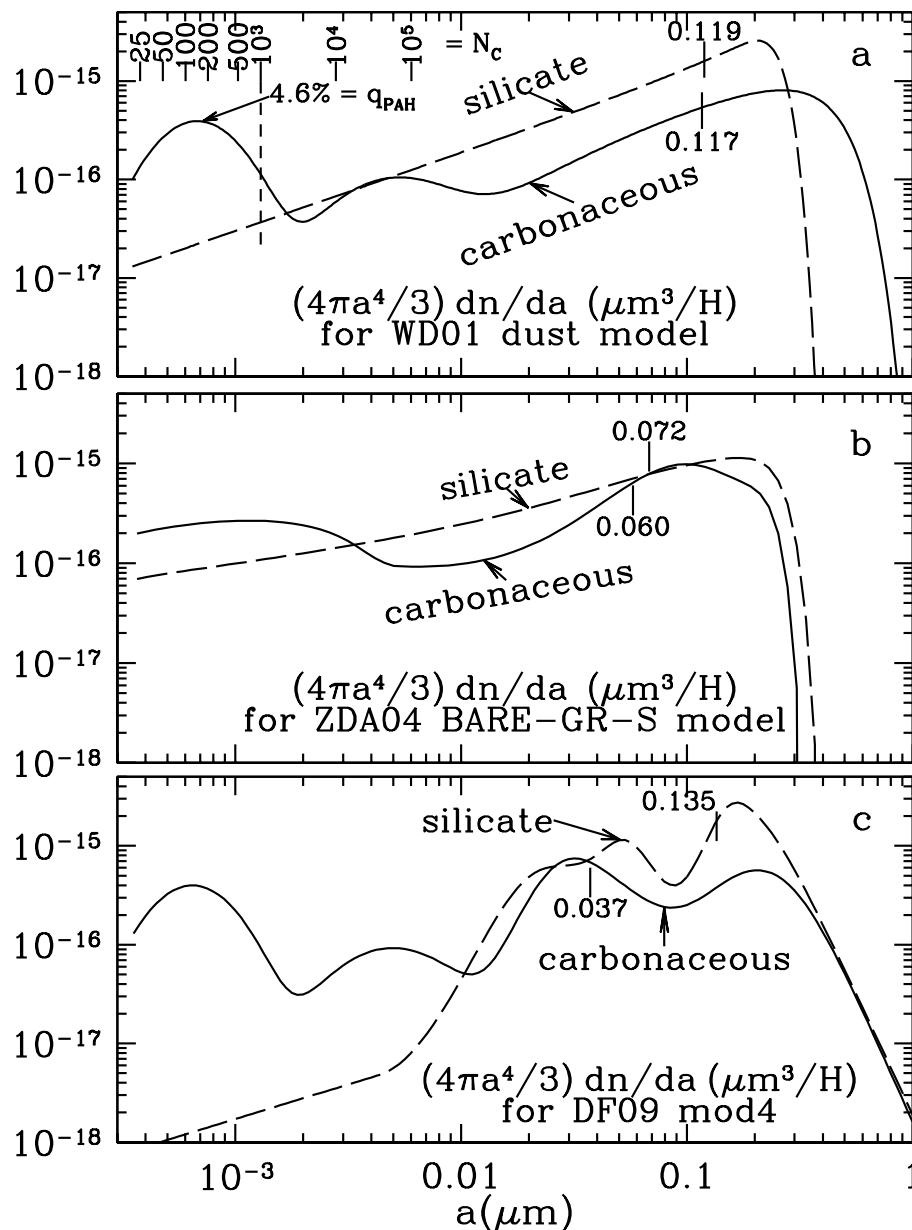 25 50 100 200 500 10³ 10⁴ 10⁵ = N_C
4.6% = q_PAH
silicate
0.119
a
0.117
carbonaceous
(4πa⁴/3) dn/da (μm³/H)
for WD01 dust model
10⁻¹⁵
10⁻¹⁶
10⁻¹⁷
10⁻¹⁸
0.072
b
silicate
0.060
carbonaceous
(4πa⁴/3) dn/da (μm³/H)
for ZDA04 BARE-GR-S model
10⁻¹⁵
10⁻¹⁶
10⁻¹⁷
10⁻¹⁸
0.135
silicate
c
0.037
carbonaceous
(4πa⁴/3) dn/da (μm³/H)
for DF09 mod4
10⁻¹⁵
10⁻¹⁶
10⁻¹⁷
10⁻¹⁸
10⁻³ 0.01 0.1 1
a(μm)